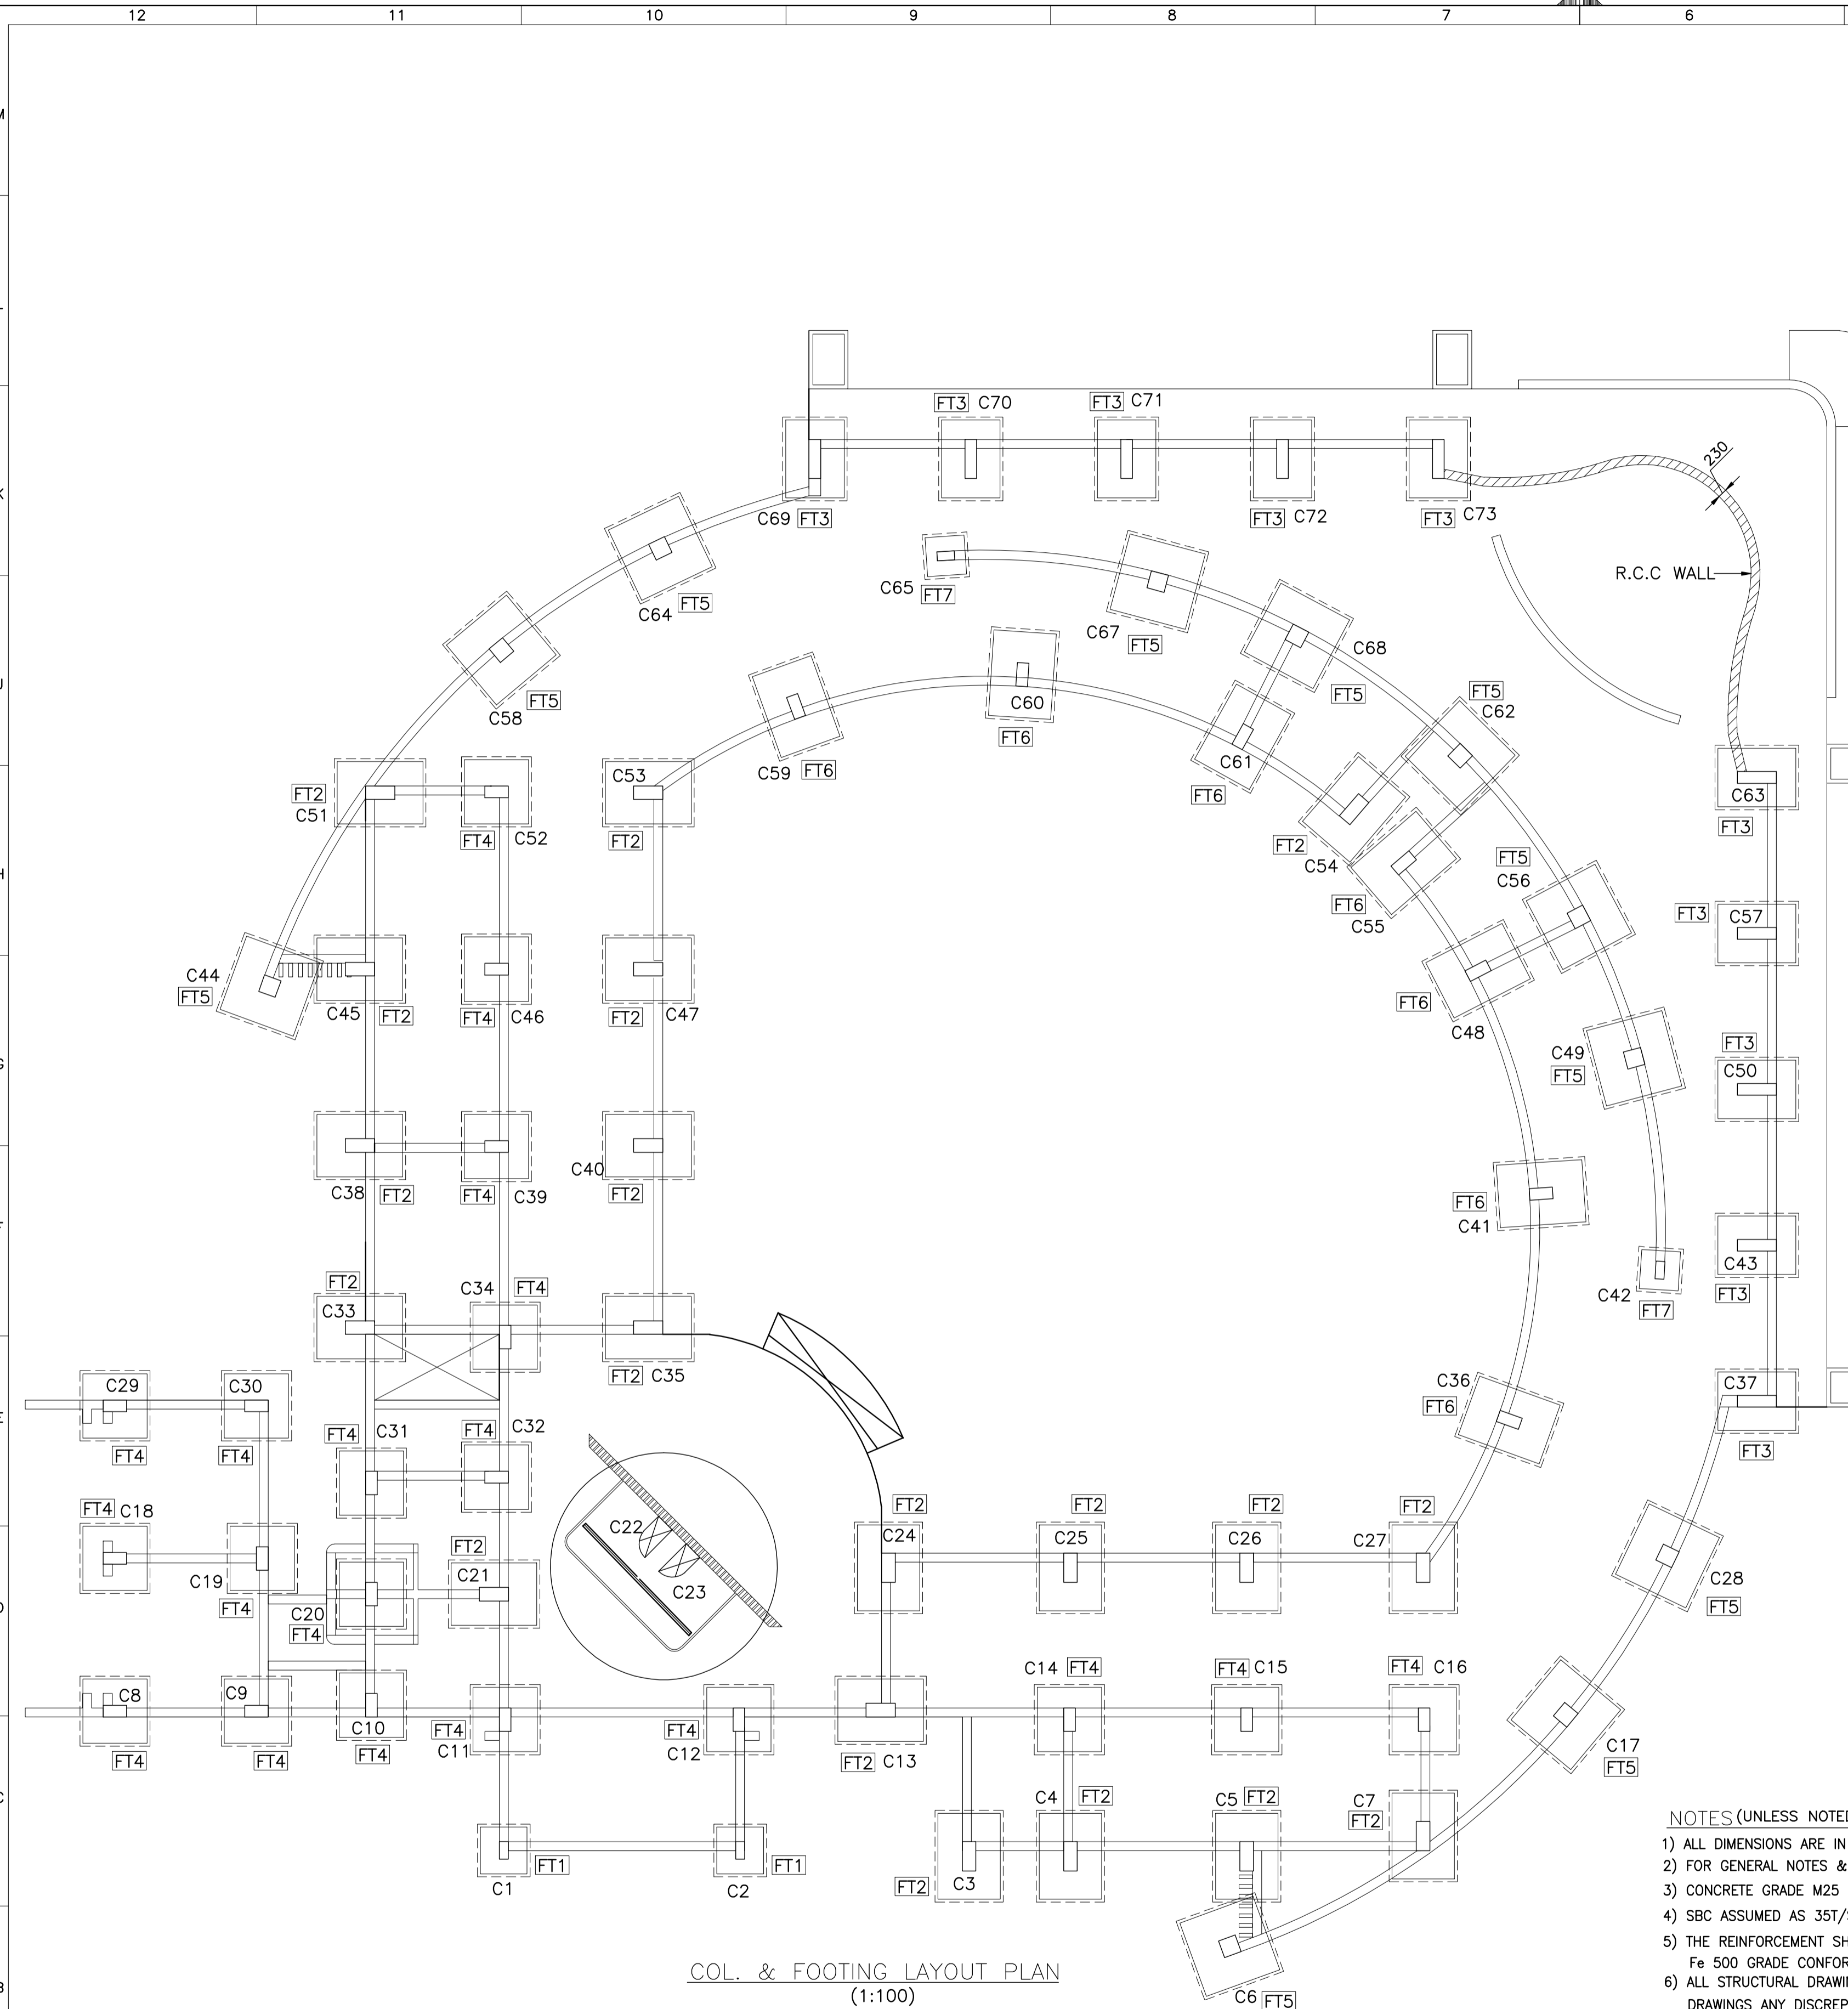 12 11 10 9 8 7 6
M
FT3 C70 FT3 C71
230
K
C69 FT3 FT3 C72 FT3 C73
R.C.C WALL
C65 FT7
C64 FT5
C67 FT5
C68 FT5
J
C58 FT5
C60 FT6
FT5 C62
C59 FT6
C61 FT6
C53 FT2
FT2 C51
FT4 C52
C63 FT3
FT2 C54
H
FT5 C56
FT6 C55
FT3 C57
C44 FT5
C45 FT2
FT4 C46
FT2 C47
FT6 C48
G
C49 FT5
FT3 C50
C38 FT2
FT4 C39
C40 FT2
FT6 C41
F
C43 FT3
C42 FT7
FT2 C33
C34 FT4
FT2 C35
C36 FT6
C37 FT3
E
C29 FT4
C30 FT4
FT4 C31
FT4 C32
FT4 C18
C19 FT4
C20 FT4
FT2 C21
C22
C23
FT2 C24
FT2 C25
FT2 C26
FT2 C27
C28 FT5
D
C8 FT4
C9 FT4
C10 FT4
FT4 C11
FT4 C12
FT2 C13
C14 FT4
FT4 C15
FT4 C16
C17 FT5
C
C1 FT1
C2 FT1
FT2 C3
C4 FT2
C5 FT2
C7 FT2
C6 FT5
B
COL. & FOOTING LAYOUT PLAN
(1:100)
NOTES (UNLESS NOTED
1) ALL DIMENSIONS ARE IN
2) FOR GENERAL NOTES &
3) CONCRETE GRADE M25
4) SBC ASSUMED AS 35T/
5) THE REINFORCEMENT SH
Fe 500 GRADE CONFOR
6) ALL STRUCTURAL DRAWIN
DRAWINGS ANY DISCREP